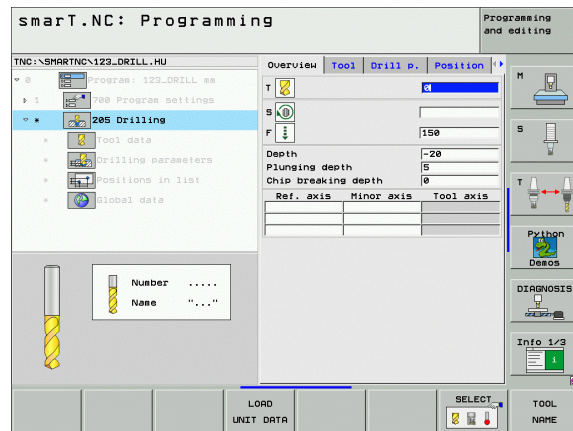 smarT.NC: Programming
Programming
and editing
TNC:\SMARTNC\123_DRILL.HU
0 Program: 123_DRILL mm
1 700 Program settings
* 205 Drilling
* Tool data
* Drilling parameters
* Positions in list
* Global data
Number .....
Name "..."
Overview Tool Drill p. Position
T 0
S
F 150
Depth -20
Plunging depth 5
Chip breaking depth 0
Ref. axis Minor axis Tool axis
M
S
T
Python
Demos
DIAGNOSIS
Info 1/3
i
LOAD
UNIT DATA
SELECT
TOOL
NAME